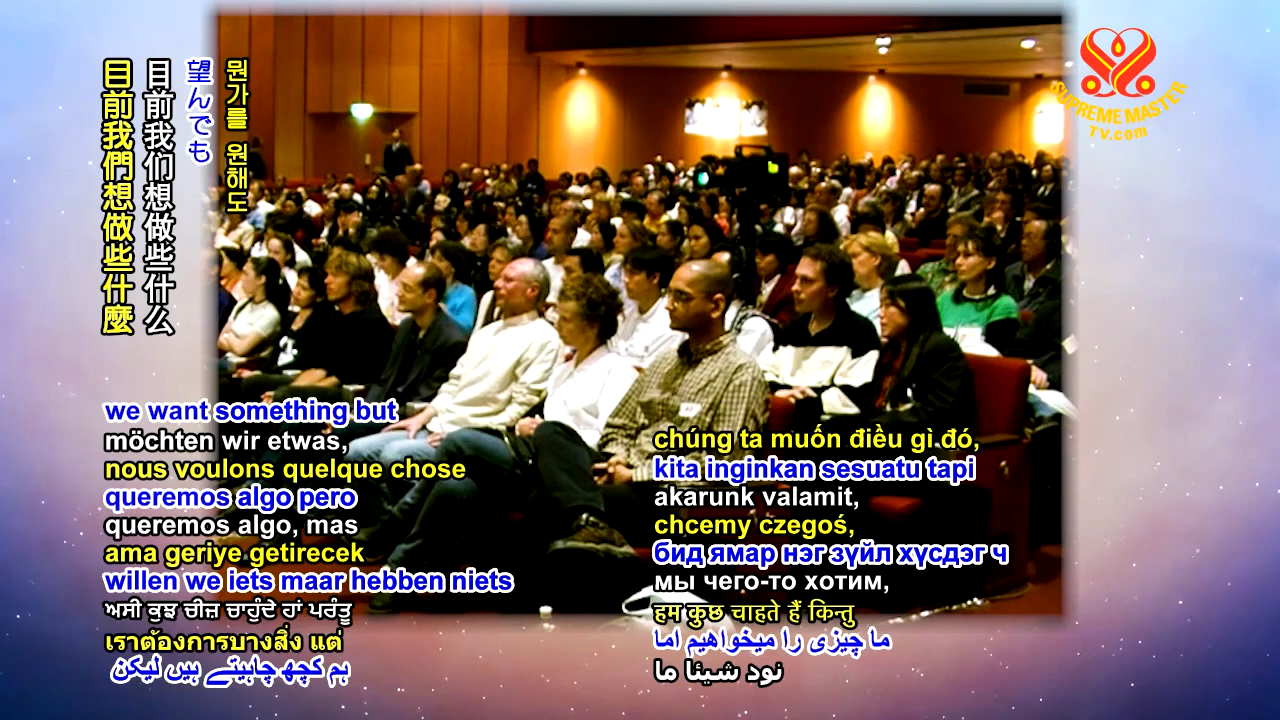 目前我們想做些什麼
目前我们想做些什么
望んでも
뭔가를 원해도
SUPREME MASTER
TV.com
we want something but
möchten wir etwas,
nous voulons quelque chose
queremos algo pero
queremos algo, mas
ama geriye getirecek
willen we iets maar hebben niets
ਅਸੀ ਕੁਝ ਚੀਜ਼ ਚਾਹੁੰਦੇ ਹਾਂ ਪਰੰਤੂ
เราต้องการบางสิ่ง แต่
ہم کچھ چاہیتے ہیں لیکن
chúng ta muốn điều gì đó,
kita inginkan sesuatu tapi
akarunk valamit,
chcemy czegoś,
бид ямар нэг зүйл хүсдэг ч
мы чего-то хотим,
हम कुछ चाहते हैं किन्तु
ما چیزی را میخواهیم اما
نود شيئا ما